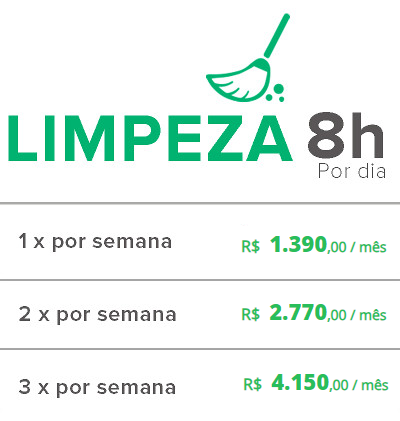 LIMPEZA 8h
Por dia
1 x por semana R$ 1.390,00 / mês
2 x por semana R$ 2.770,00 / mês
3 x por semana R$ 4.150,00 / mês